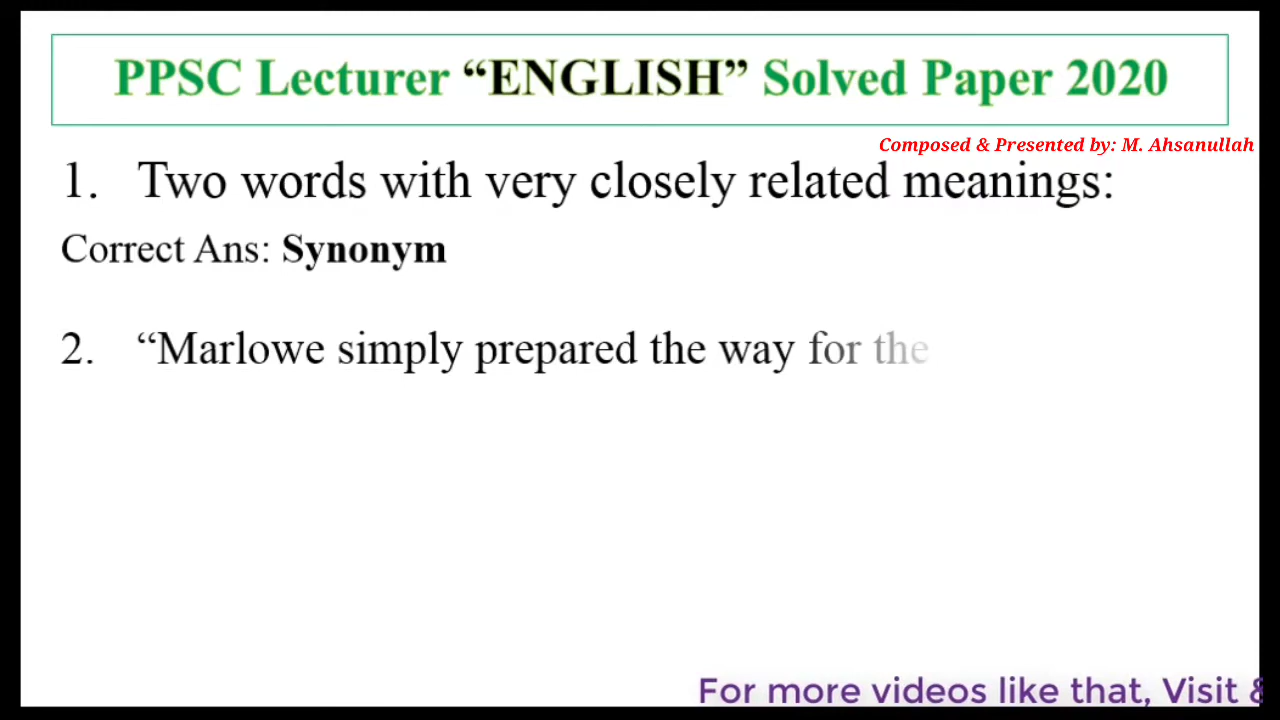 PPSC Lecturer “ENGLISH” Solved Paper 2020
Composed & Presented by: M. Ahsanullah
1. Two words with very closely related meanings:
Correct Ans: Synonym
2. “Marlowe simply prepared the way for the
For more videos like that, Visit &